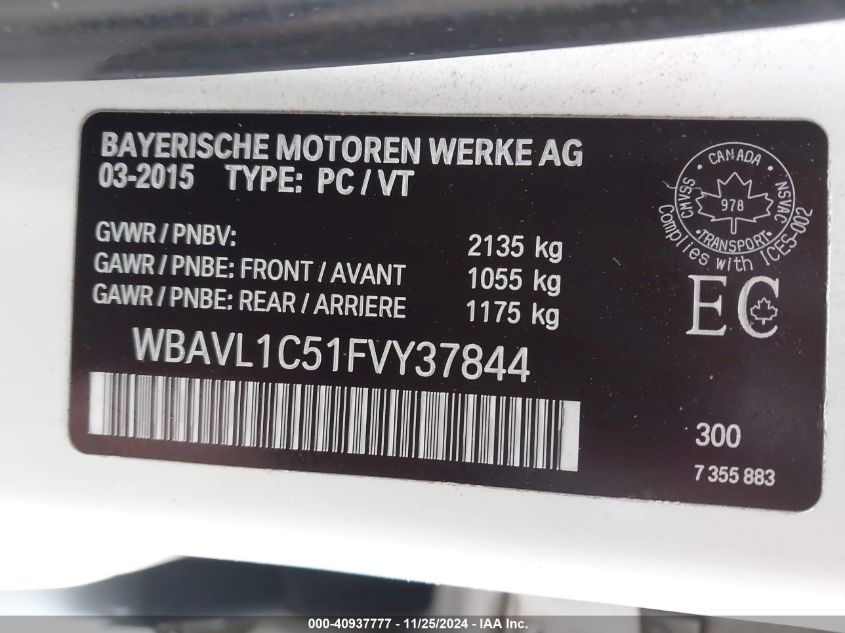 BAYERISCHE MOTOREN WERKE AG
03-2015 TYPE: PC / VT
GVWR / PNBV: 2135 kg
GAWR / PNBE: FRONT / AVANT 1055 kg
GAWR / PNBE: REAR / ARRIERE 1175 kg
WBAVL1C51FVY37844
CANADA
CMVSS 978 NSVAC
TRANSPORT
Complies with ICES-002
EC
300
7 355 883
000-40937777 - 11/25/2024 - IAA Inc.